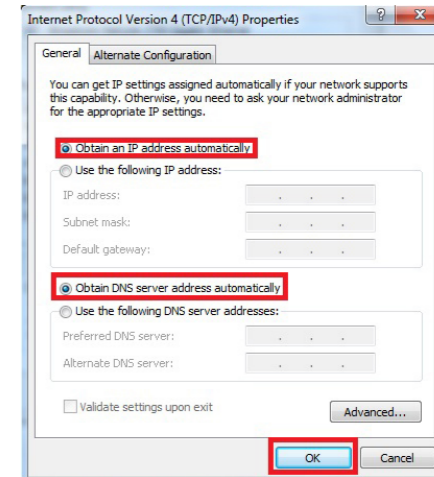 Internet Protocol Version 4 (TCP/IPv4) Properties
General
Alternate Configuration
You can get IP settings assigned automatically if your network supports
this capability. Otherwise, you need to ask your network administrator
for the appropriate IP settings.
Obtain an IP address automatically
Use the following IP address:
IP address:
Subnet mask:
Default gateway:
Obtain DNS server address automatically
Use the following DNS server addresses:
Preferred DNS server:
Alternate DNS server:
Validate settings upon exit
Advanced...
OK
Cancel